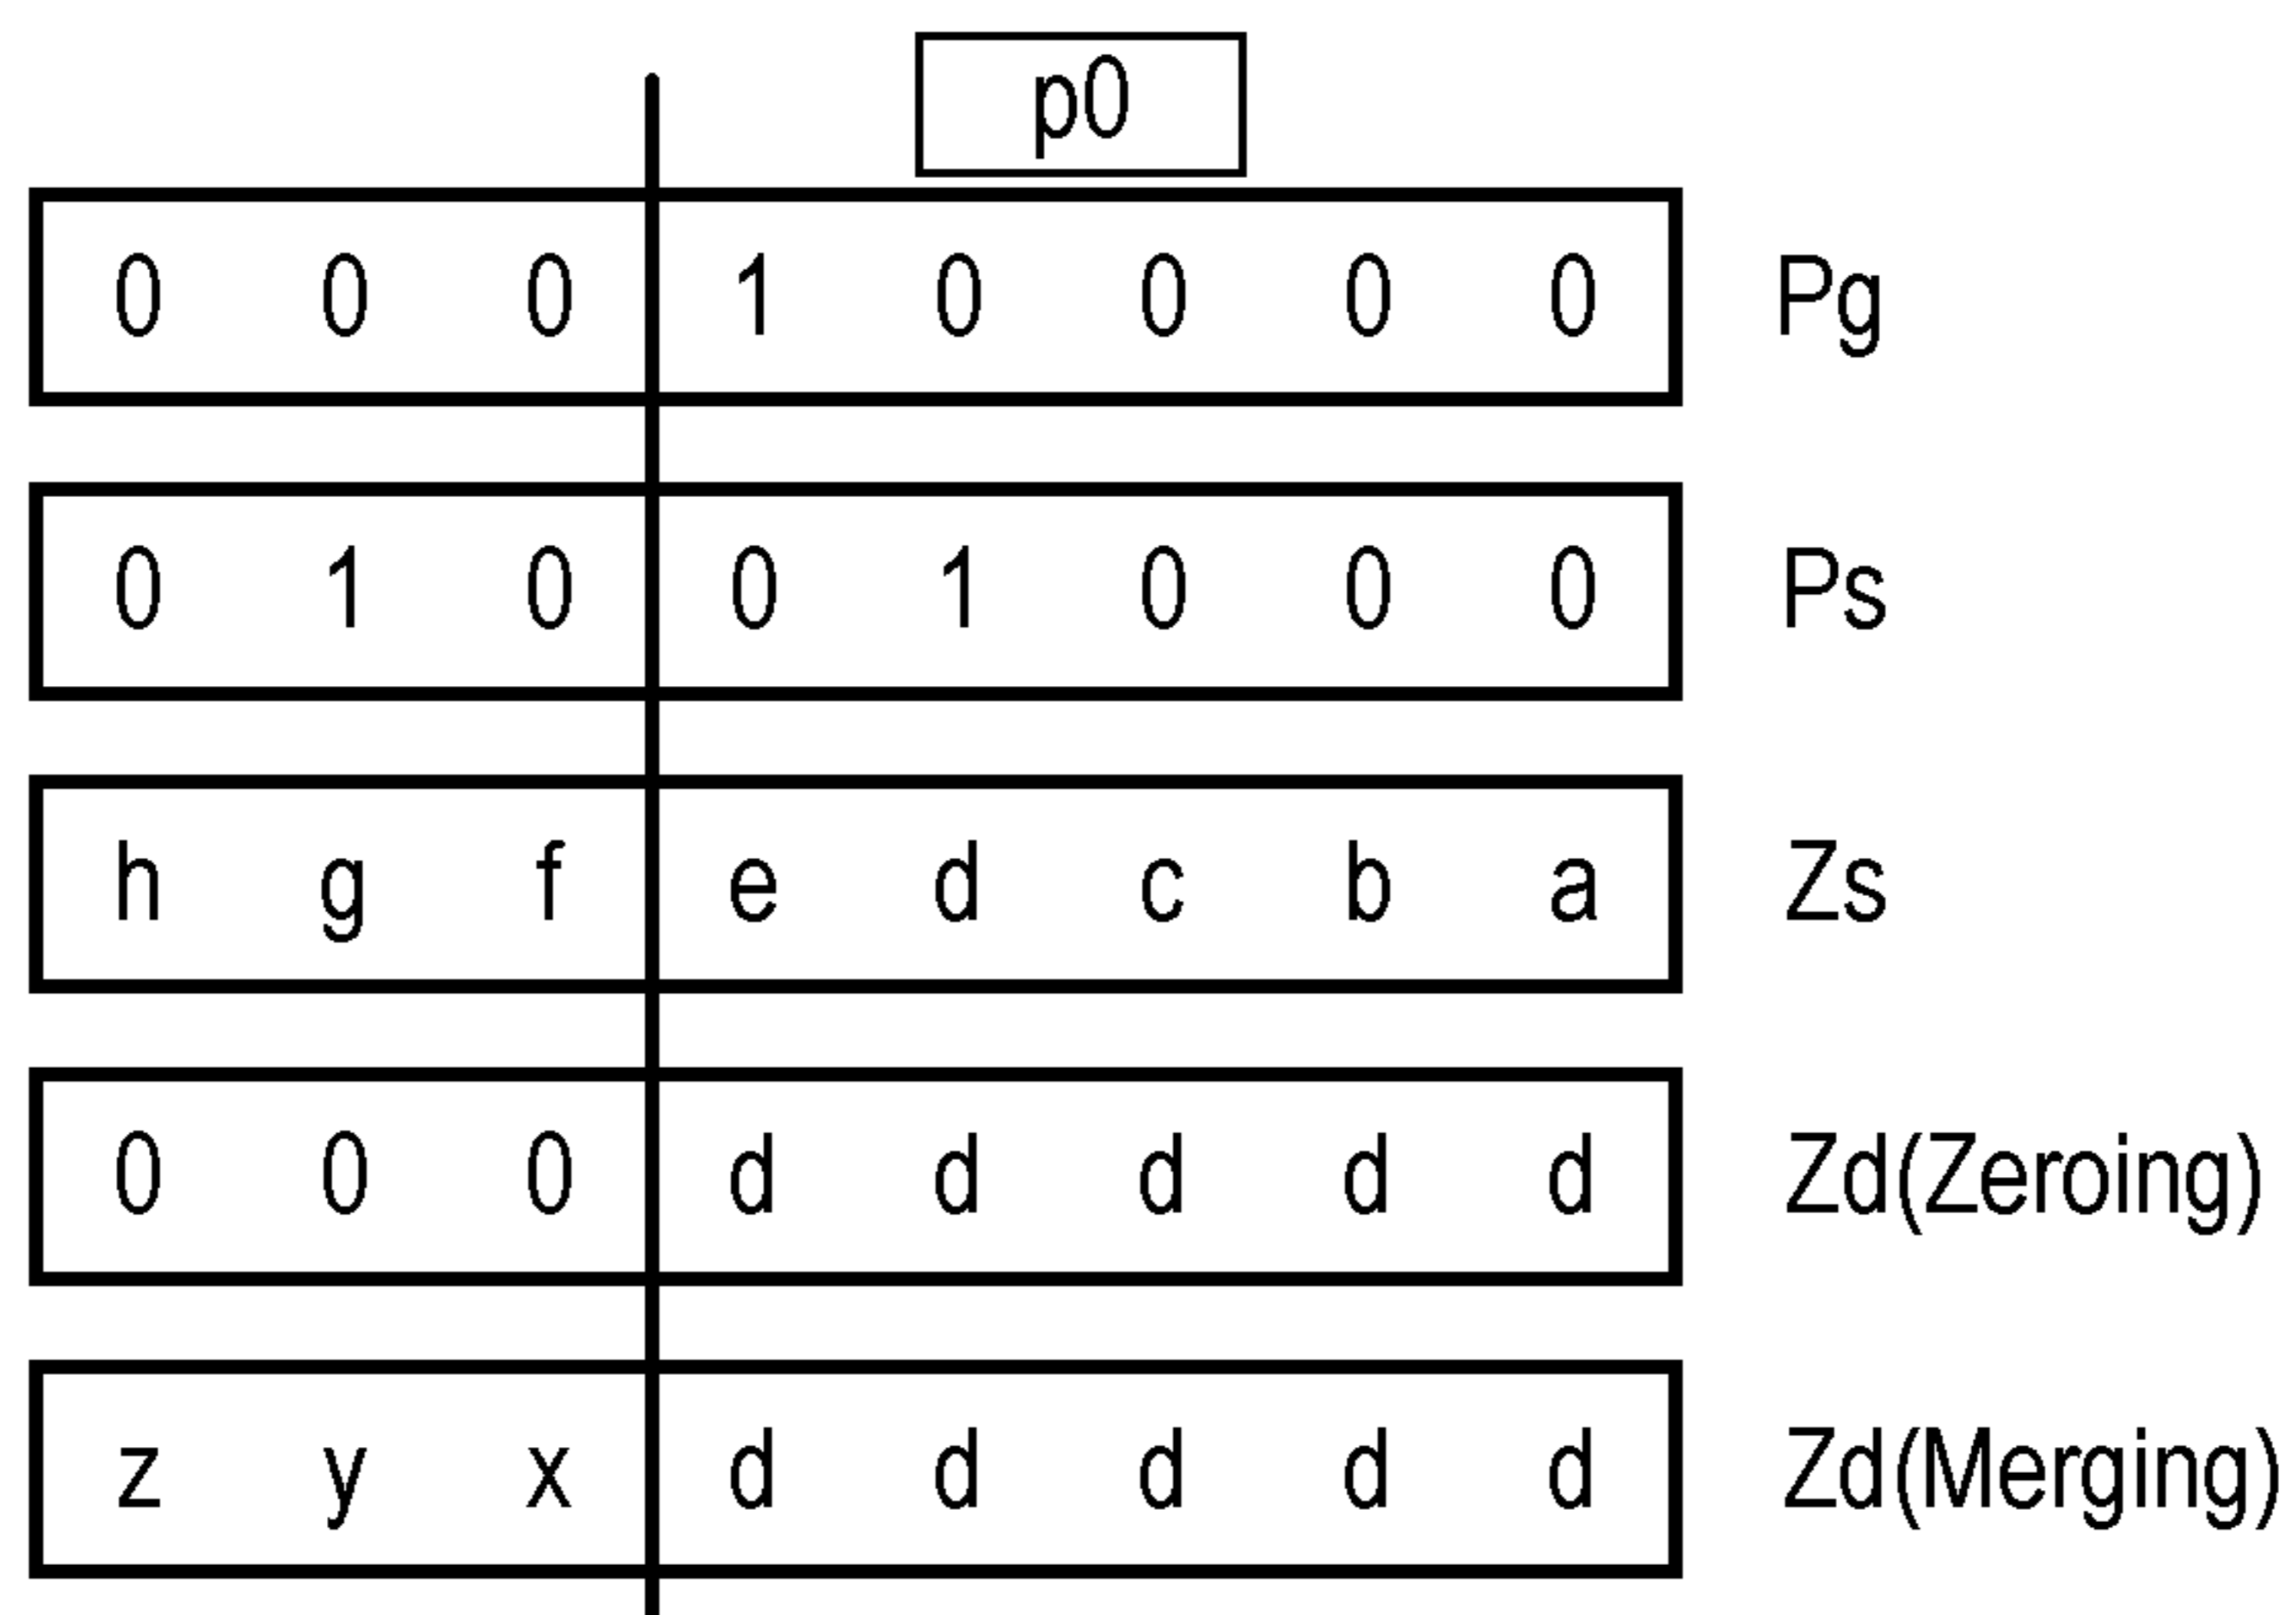 p0
0 0 0 1 0 0 0 0 Pg
0 1 0 0 1 0 0 0 Ps
h g f e d c b a Zs
0 0 0 d d d d d Zd(Zeroing)
z y x d d d d d Zd(Merging)